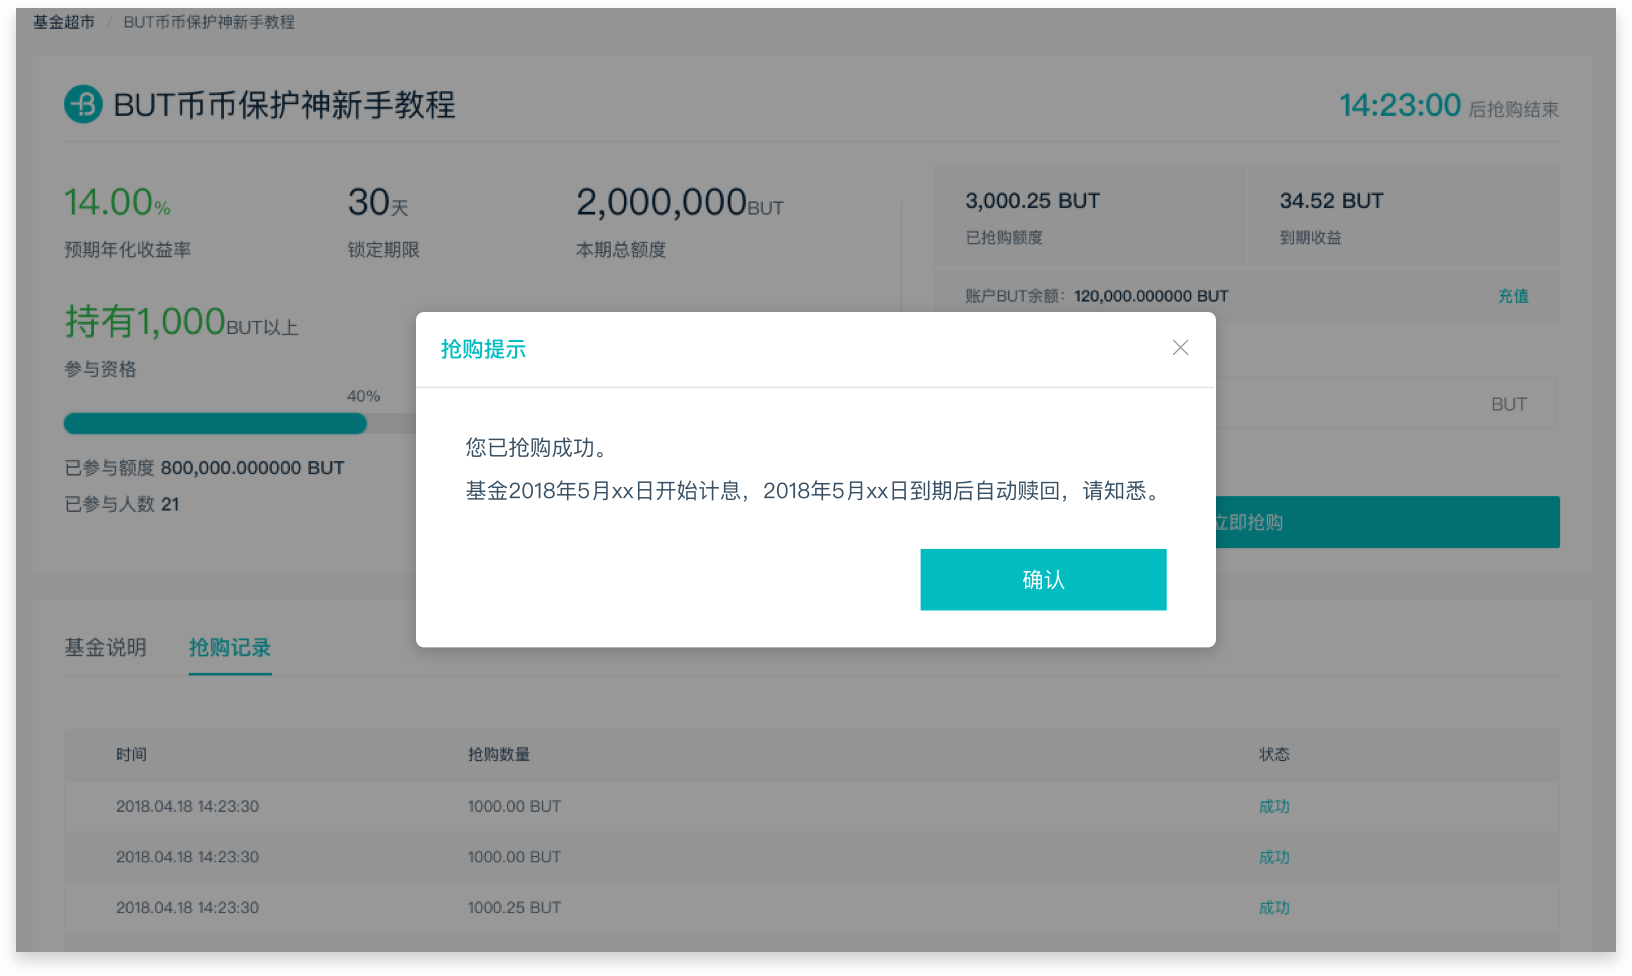 基金超市 / BUT币币保护神新手教程
BUT币币保护神新手教程
14:23:00 后抢购结束
14.00%
预期年化收益率
30天
锁定期限
2,000,000BUT
本期总额度
3,000.25 BUT
已抢购额度
34.52 BUT
到期收益
账户BUT余额：120,000.000000 BUT
充值
持有1,000BUT以上
参与资格
40%
已参与额度 800,000.000000 BUT
已参与人数 21
BUT
立即抢购
抢购提示
您已抢购成功。
基金2018年5月xx日开始计息，2018年5月xx日到期后自动赎回，请知悉。
确认
基金说明 抢购记录
时间 抢购数量 状态
2018.04.18 14:23:30 1000.00 BUT 成功
2018.04.18 14:23:30 1000.00 BUT 成功
2018.04.18 14:23:30 1000.25 BUT 成功